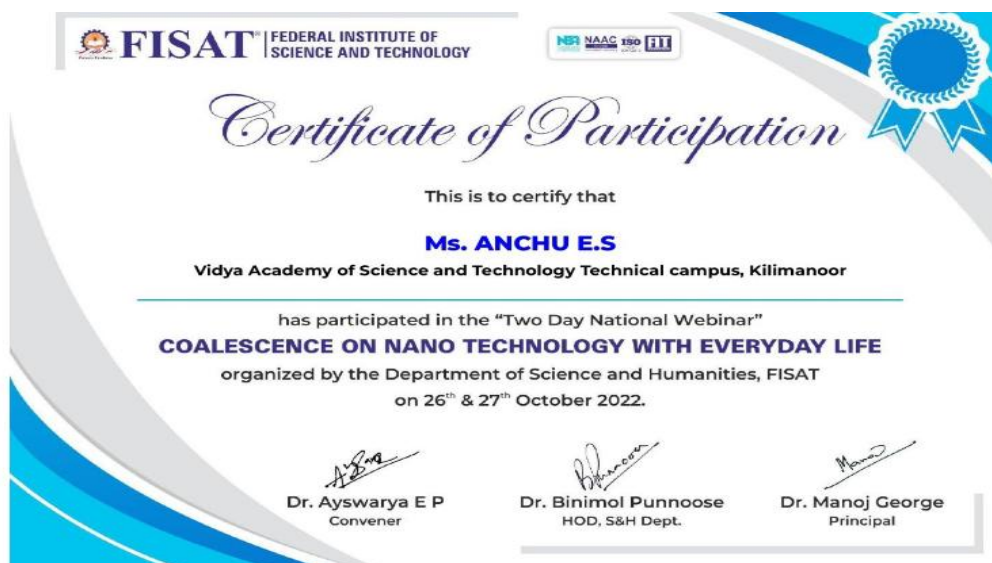 FISAT
FEDERAL INSTITUTE OF
SCIENCE AND TECHNOLOGY
NBA NAAC ISO
Certificate of Participation
This is to certify that
Ms. ANCHU E.S
Vidya Academy of Science and Technology Technical campus, Kilimanoor
has participated in the “Two Day National Webinar”
COALESCENCE ON NANO TECHNOLOGY WITH EVERYDAY LIFE
organized by the Department of Science and Humanities, FISAT
on 26th & 27th October 2022.
Dr. Ayswarya E P
Convener
Dr. Binimol Punnoose
HOD, S&H Dept.
Dr. Manoj George
Principal